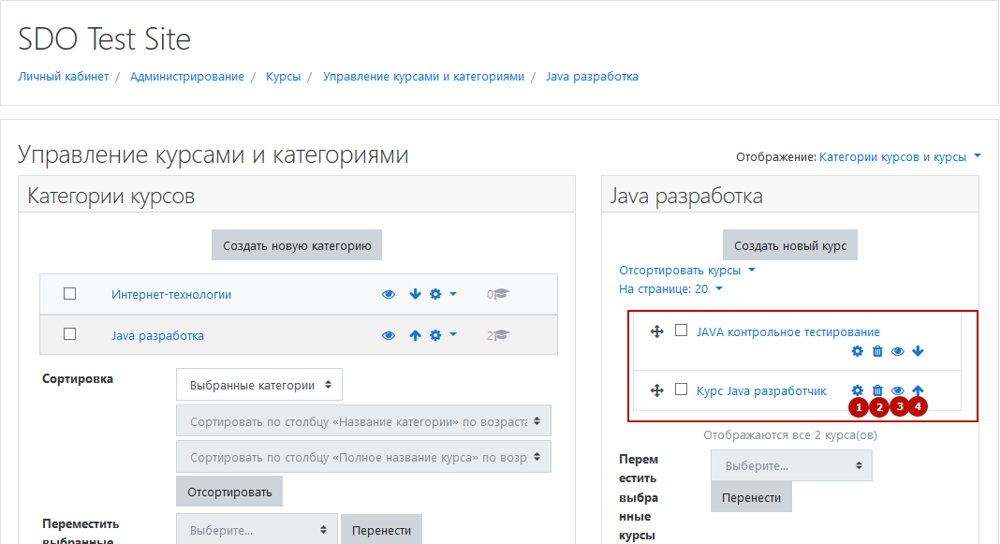 SDO Test Site
Личный кабинет / Администрирование / Курсы / Управление курсами и категориями / Java разработка
Управление курсами и категориями
Отображение: Категории курсов и курсы
Категории курсов
Создать новую категорию
Интернет-технологии 0
Java разработка 2
Сортировка
Выбранные категории
Сортировать по столбцу «Название категории» по возраста
Сортировать по столбцу «Полное название курса» по возр
Отсортировать
Переместить
выбранные
Выберите...
Перенести
Java разработка
Создать новый курс
Отсортировать курсы
На странице: 20
JAVA контрольное тестирование
Курс Java разработчик
1 2 3 4
Отображаются все 2 курса(ов)
Перем
естить
выбра
нные
курсы
Выберите...
Перенести